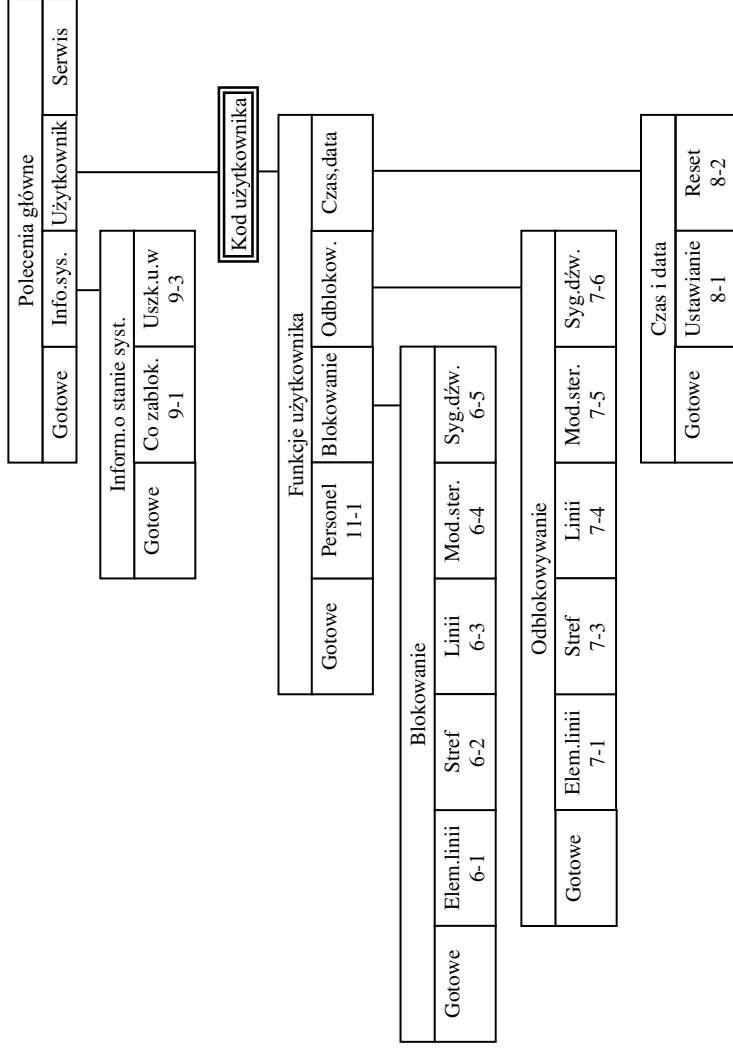 Polecenia główne
Gotowe
Info.sys.
Użytkownik
Serwis
Inform.o stanie syst.
Gotowe
Co zablok.
9-1
Uszk.u.w
9-3
Kod użytkownika
Funkcje użytkownika
Gotowe
Personel
11-1
Blokowanie
Odblokow.
Czas,data
Blokowanie
Gotowe
Elem.linii
6-1
Stref
6-2
Linii
6-3
Mod.ster.
6-4
Syg.dźw.
6-5
Odblokowywanie
Gotowe
Elem.linii
7-1
Stref
7-3
Linii
7-4
Mod.ster.
7-5
Syg.dźw.
7-6
Czas i data
Gotowe
Ustawianie
8-1
Reset
8-2